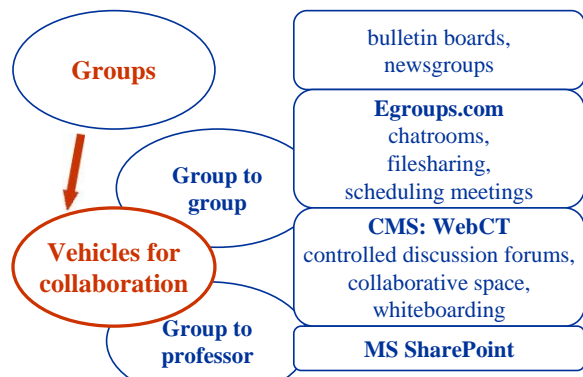 Groups
bulletin boards,
newsgroups
Egroups.com
chatrooms,
filesharing,
scheduling meetings
Group to
group
Vehicles for
collaboration
CMS: WebCT
controlled discussion forums,
collaborative space,
whiteboarding
Group to
professor
MS SharePoint